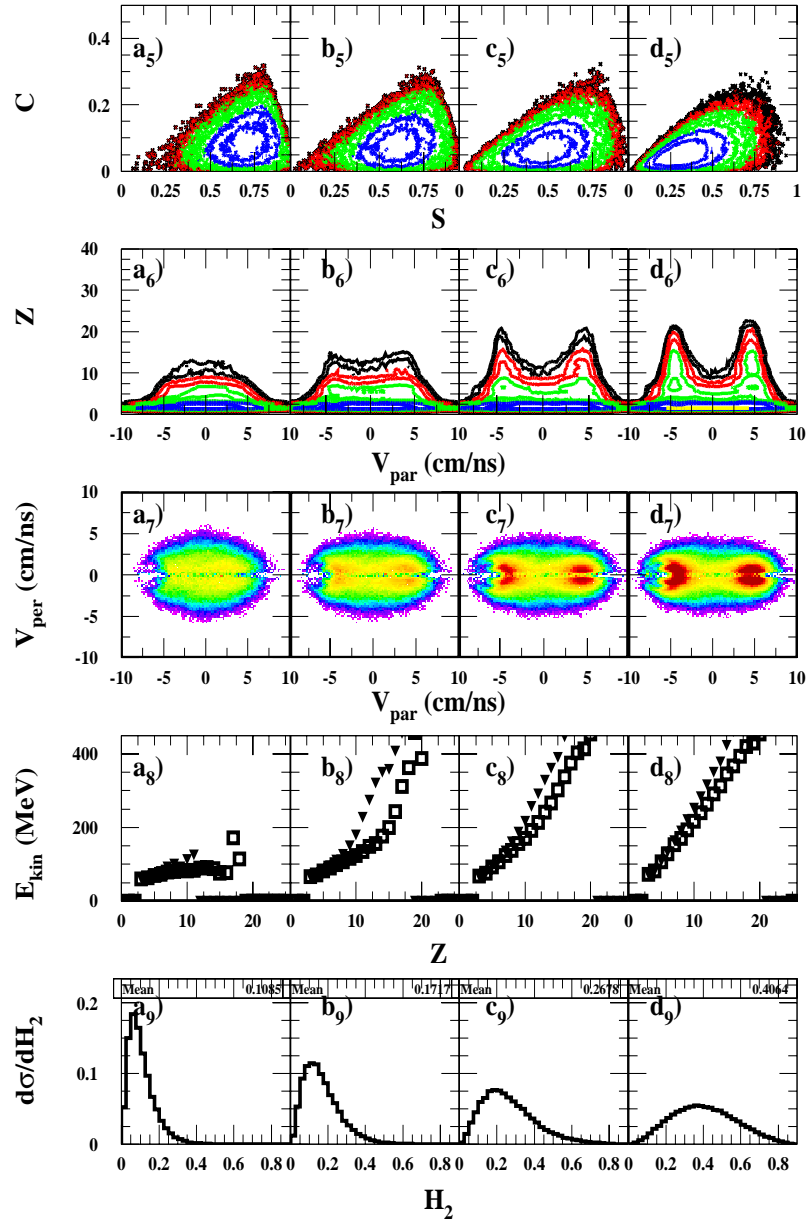 a5) b5) c5) d5)
0.4
0.2
0
C
0 0.25 0.5 0.75 0 0.25 0.5 0.75 0 0.25 0.5 0.75 0 0.25 0.5 0.75 1
S
a6) b6) c6) d6)
40
30
20
10
0
Z
-10 -5 0 5 10 -5 0 5 10 -5 0 5 10 -5 0 5 10
Vpar (cm/ns)
a7) b7) c7) d7)
10
5
0
-5
-10
Vper (cm/ns)
-10 -5 0 5 10 -5 0 5 10 -5 0 5 10 -5 0 5 10
Vpar (cm/ns)
a8) b8) c8) d8)
400
200
0
Ekin (MeV)
0 10 20 0 10 20 0 10 20 0 10 20
Z
Mean 0.1085 Mean 0.1717 Mean 0.2678 Mean 0.4064
a9) b9) c9) d9)
0.2
0.1
0
dσ/dH2
0 0.2 0.4 0.6 0.8 0 0.2 0.4 0.6 0.8 0 0.2 0.4 0.6 0.8 0 0.2 0.4 0.6 0.8
H2